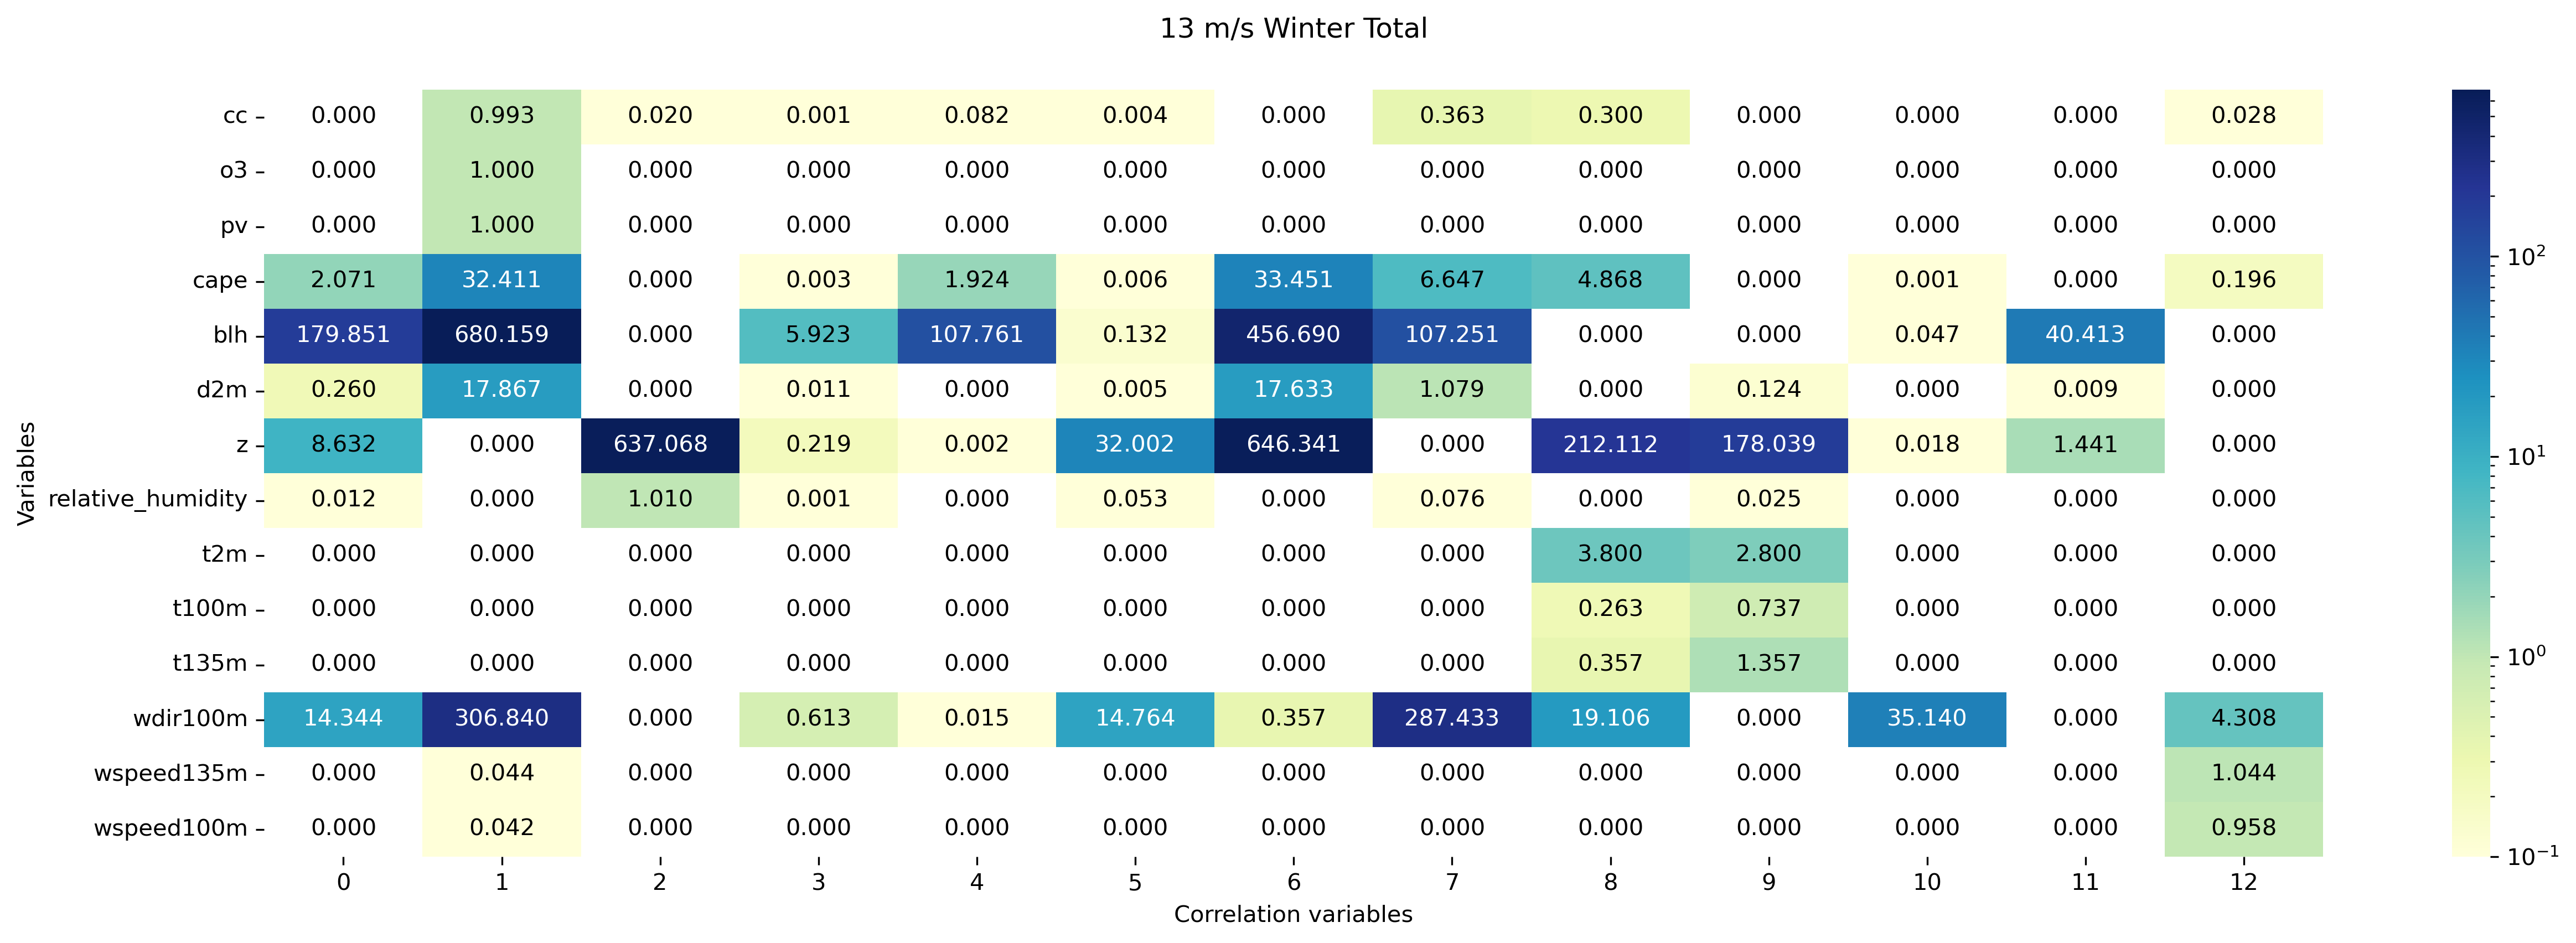 13 m/s Winter Total
cc 0.000 0.993 0.020 0.001 0.082 0.004 0.000 0.363 0.300 0.000 0.000 0.000 0.028
o3 0.000 1.000 0.000 0.000 0.000 0.000 0.000 0.000 0.000 0.000 0.000 0.000 0.000
pv 0.000 1.000 0.000 0.000 0.000 0.000 0.000 0.000 0.000 0.000 0.000 0.000 0.000
10²
cape 2.071 32.411 0.000 0.003 1.924 0.006 33.451 6.647 4.868 0.000 0.001 0.000 0.196
blh 179.851 680.159 0.000 5.923 107.761 0.132 456.690 107.251 0.000 0.000 0.047 40.413 0.000
d2m 0.260 17.867 0.000 0.011 0.000 0.005 17.633 1.079 0.000 0.124 0.000 0.009 0.000
z 8.632 0.000 637.068 0.219 0.002 32.002 646.341 0.000 212.112 178.039 0.018 1.441 0.000
10¹
Variables
relative_humidity 0.012 0.000 1.010 0.001 0.000 0.053 0.000 0.076 0.000 0.025 0.000 0.000 0.000
t2m 0.000 0.000 0.000 0.000 0.000 0.000 0.000 0.000 3.800 2.800 0.000 0.000 0.000
t100m 0.000 0.000 0.000 0.000 0.000 0.000 0.000 0.000 0.263 0.737 0.000 0.000 0.000
t135m 0.000 0.000 0.000 0.000 0.000 0.000 0.000 0.000 0.357 1.357 0.000 0.000 0.000
10⁰
wdir100m 14.344 306.840 0.000 0.613 0.015 14.764 0.357 287.433 19.106 0.000 35.140 0.000 4.308
wspeed135m 0.000 0.044 0.000 0.000 0.000 0.000 0.000 0.000 0.000 0.000 0.000 0.000 1.044
wspeed100m 0.000 0.042 0.000 0.000 0.000 0.000 0.000 0.000 0.000 0.000 0.000 0.000 0.958
10⁻¹
0 1 2 3 4 5 6 7 8 9 10 11 12
Correlation variables